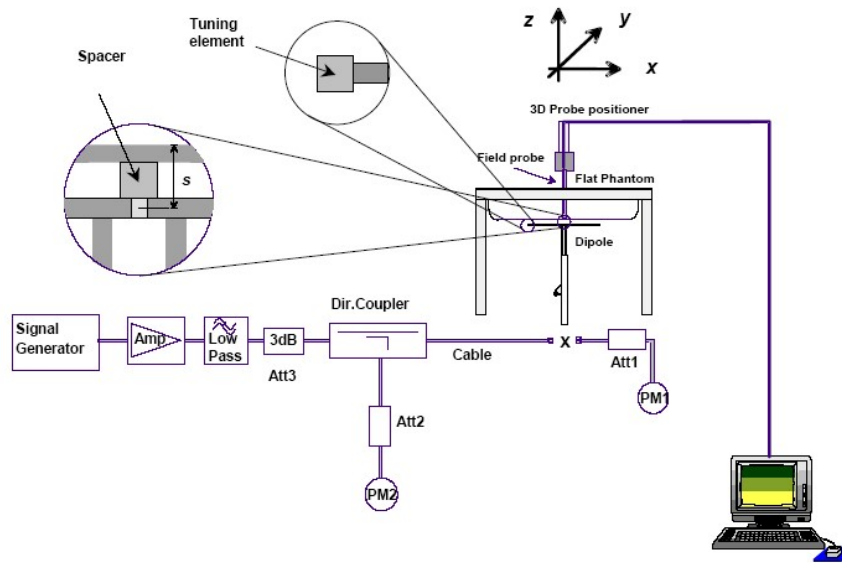 z
y
x
Tuning
element
Spacer
3D Probe positioner
Field probe
Flat Phantom
s
Dipole
Dir.Coupler
Signal
Generator
Amp
Low
Pass
3dB
Att3
Cable
X
Att1
PM1
Att2
PM2